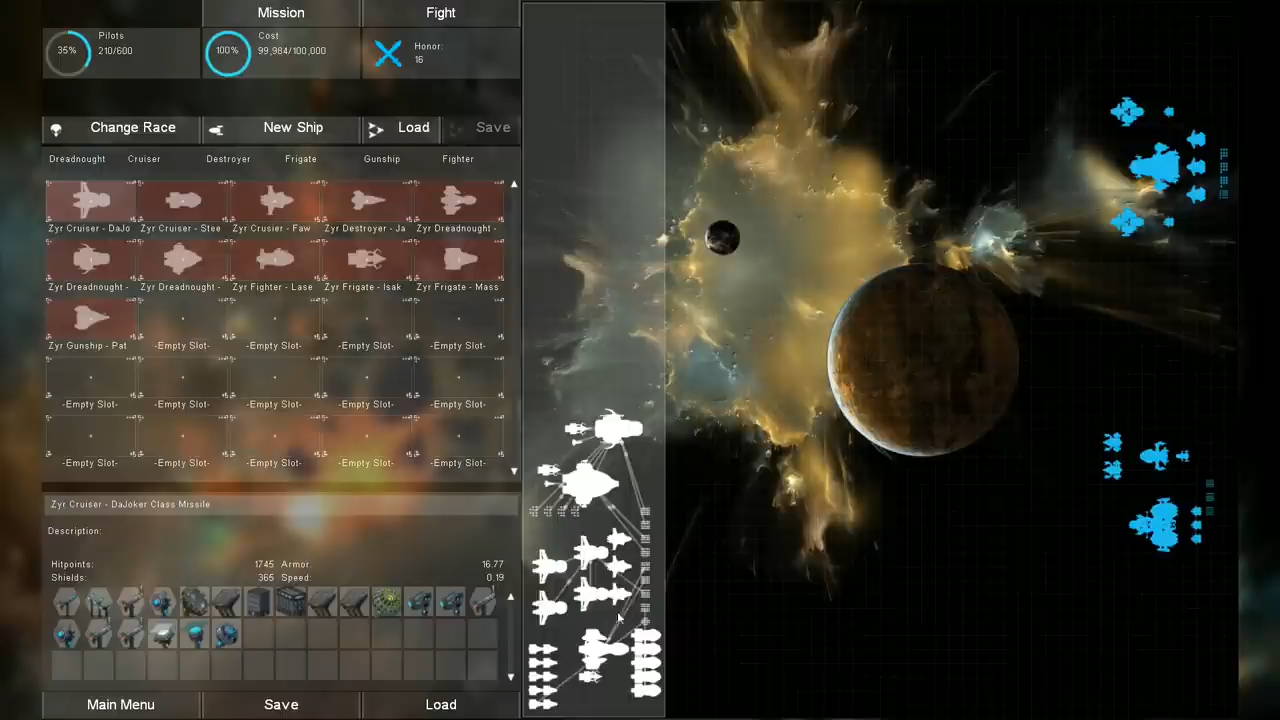 Mission Fight
Pilots Cost
35% 210/600 100% 99,984/100,000 Honor:
16
Change Race New Ship Load Save
Dreadnought Cruiser Destroyer Frigate Gunship Fighter
Zyr Cruiser - DaJo Zyr Cruiser - Stee Zyr Crusier - Faw Zyr Destroyer - Ja Zyr Dreadnought -
Zyr Dreadnought - Zyr Dreadnought - Zyr Fighter - Lase Zyr Frigate - Isak Zyr Frigate - Mass
Zyr Gunship - Pat -Empty Slot- -Empty Slot- -Empty Slot- -Empty Slot-
-Empty Slot- -Empty Slot- -Empty Slot- -Empty Slot- -Empty Slot-
-Empty Slot- -Empty Slot- -Empty Slot- -Empty Slot- -Empty Slot-
Zyr Cruiser - DaJoker Class Missile
Description:
Hitpoints: 1745 Armor: 16.77
Shields: 365 Speed: 0.19
Main Menu Save Load